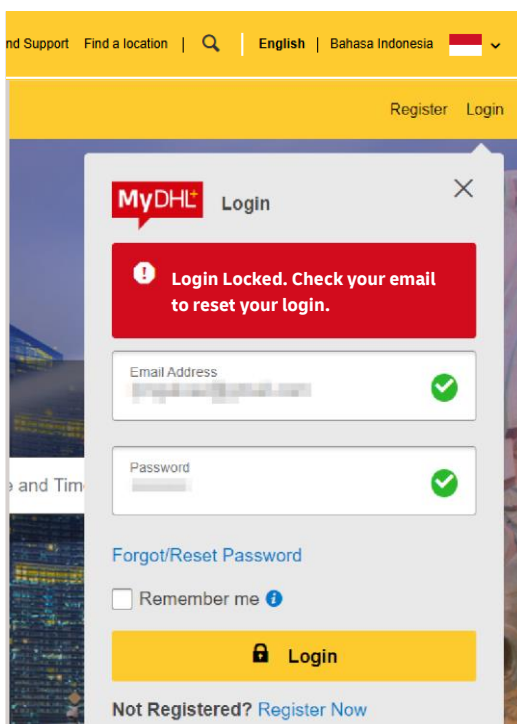 nd Support Find a location | English | Bahasa Indonesia
Register Login
MyDHL+ Login
Login Locked. Check your email
to reset your login.
Email Address
Password
e and Tim
Forgot/Reset Password
Remember me
Login
Not Registered? Register Now